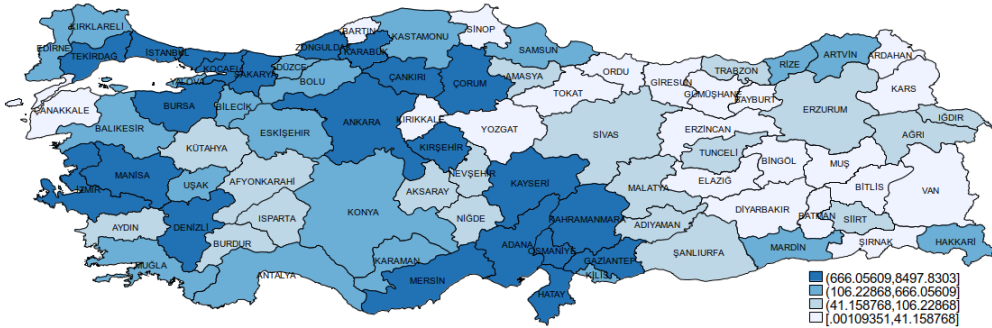 BARTIN
SİNOP
KIRKLARELİ
ZONGULDAK
KASTAMONU
EDİRNE
TEKİRDAĞ
İSTANBUL
KARABÜK
SAMSUN
ARTVİN
ARDAHAN
KOCAELİ
DÜZCE
RİZE
SAKARYA
BOLU
ÇANKIRI
ÇORUM
AMASYA
ORDU
TRABZON
YALOVA
GİRESUN
KARS
TOKAT
GÜMÜŞHANE
BAYBURT
ÇANAKKALE
BURSA
BİLECİK
ERZURUM
IĞDIR
ANKARA
KIRIKKALE
BALIKESİR
ESKİŞEHİR
YOZGAT
SİVAS
ERZİNCAN
AĞRI
KÜTAHYA
KIRŞEHİR
TUNCELİ
BİNGÖL
MUŞ
MANİSA
UŞAK
AFYONKARAHİ
NEVŞEHİR
KAYSERİ
ELAZIĞ
BİTLİS
VAN
İZMİR
AKSARAY
MALATYA
KONYA
DİYARBAKIR
ISPARTA
NİĞDE
KAHRAMANMARA
BATMAN
SİİRT
AYDIN
DENİZLİ
ADIYAMAN
BURDUR
ADANA
OSMANİYE
GAZİANTEP
ŞANLIURFA
MARDİN
ŞIRNAK
HAKKARİ
MUĞLA
KARAMAN
KİLİS
ANTALYA
MERSİN
HATAY
(666.05609,8497.8303]
(106.22868,666.05609]
(41.158768,106.22868]
[.00109351,41.158768]